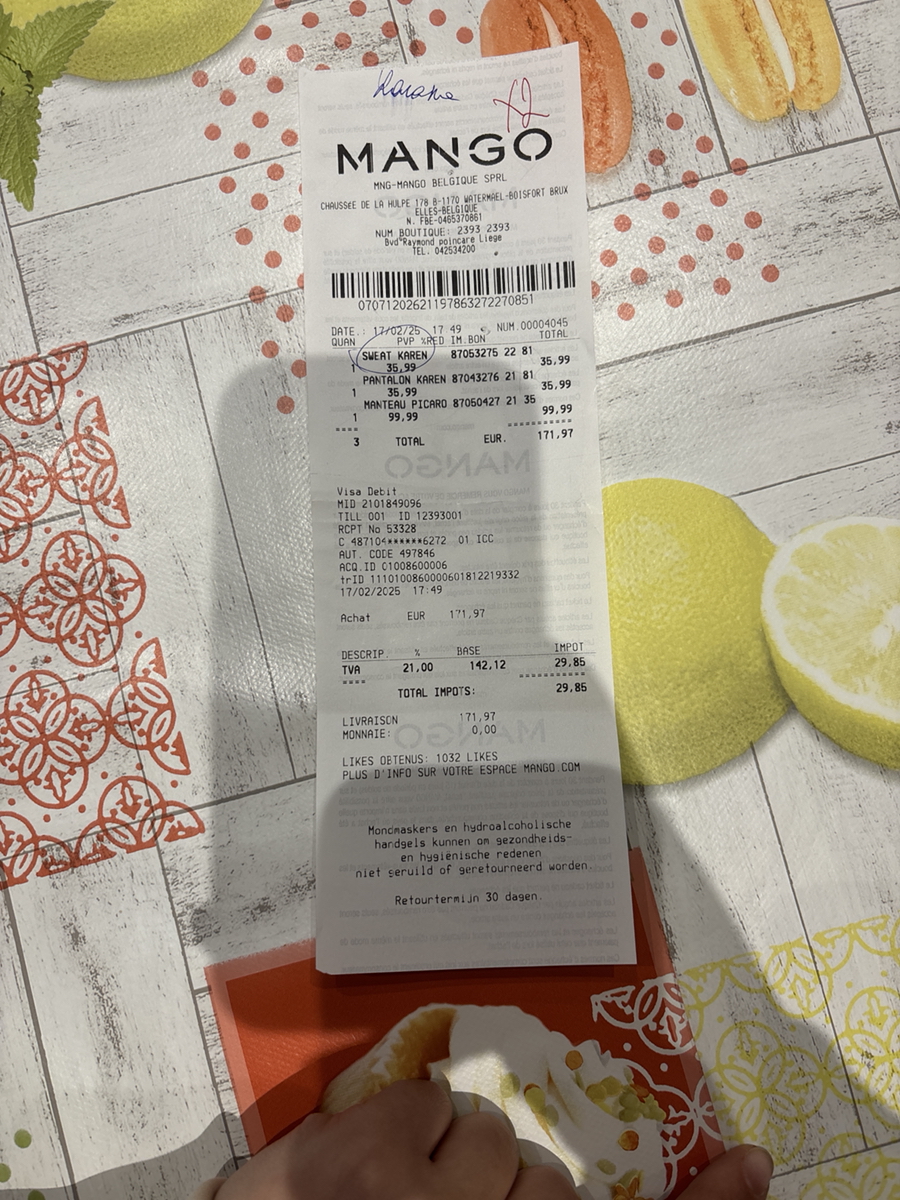 x2
MANGO
MNG-MANGO BELGIQUE SPRL
CHAUSSEE DE LA HULPE 178 B-1170 WATERMAEL-BOISFORT BRUX
ELLES-BELGIQUE
N. FBE-0465370861
NUM BOUTIQUE: 2393 2393
Bvd Raymond poincare Liege
TEL. 042534200
07071202621197863272270851
DATE.: 17/02/25 17 49 NUM.00004045
QUAN PVP %RED IM.BON TOTAL
SWEAT KAREN 87053275 22 81
1 35,99 35,99
PANTALON KAREN 87043276 21 81
1 35,99 35,99
MANTEAU PICARO 87050427 21 35
1 99,99 99,99
==== ===========
3 TOTAL EUR. 171,97
MANGO
Visa Debit
MID 2101849096
TILL 001 ID 12393001
RCPT No 53328
C 487104******6272 01 ICC
AUT. CODE 497846
ACQ.ID 01008600006
trID 1110100860000601812219332
17/02/2025 17:49
Achat EUR 171,97
DESCRIP. % BASE IMPOT
TVA 21,00 142,12 29,85
==== ===========
TOTAL IMPOTS: 29,85
LIVRAISON 171,97
MONNAIE: 0,00
MANGO
LIKES OBTENUS: 1032 LIKES
PLUS D'INFO SUR VOTRE ESPACE MANGO.COM
Mondmaskers en hydroalcoholische
handgels kunnen om gezondheids-
en hygiënische redenen
niet geruild of geretourneerd worden.
Retourtermijn 30 dagen.